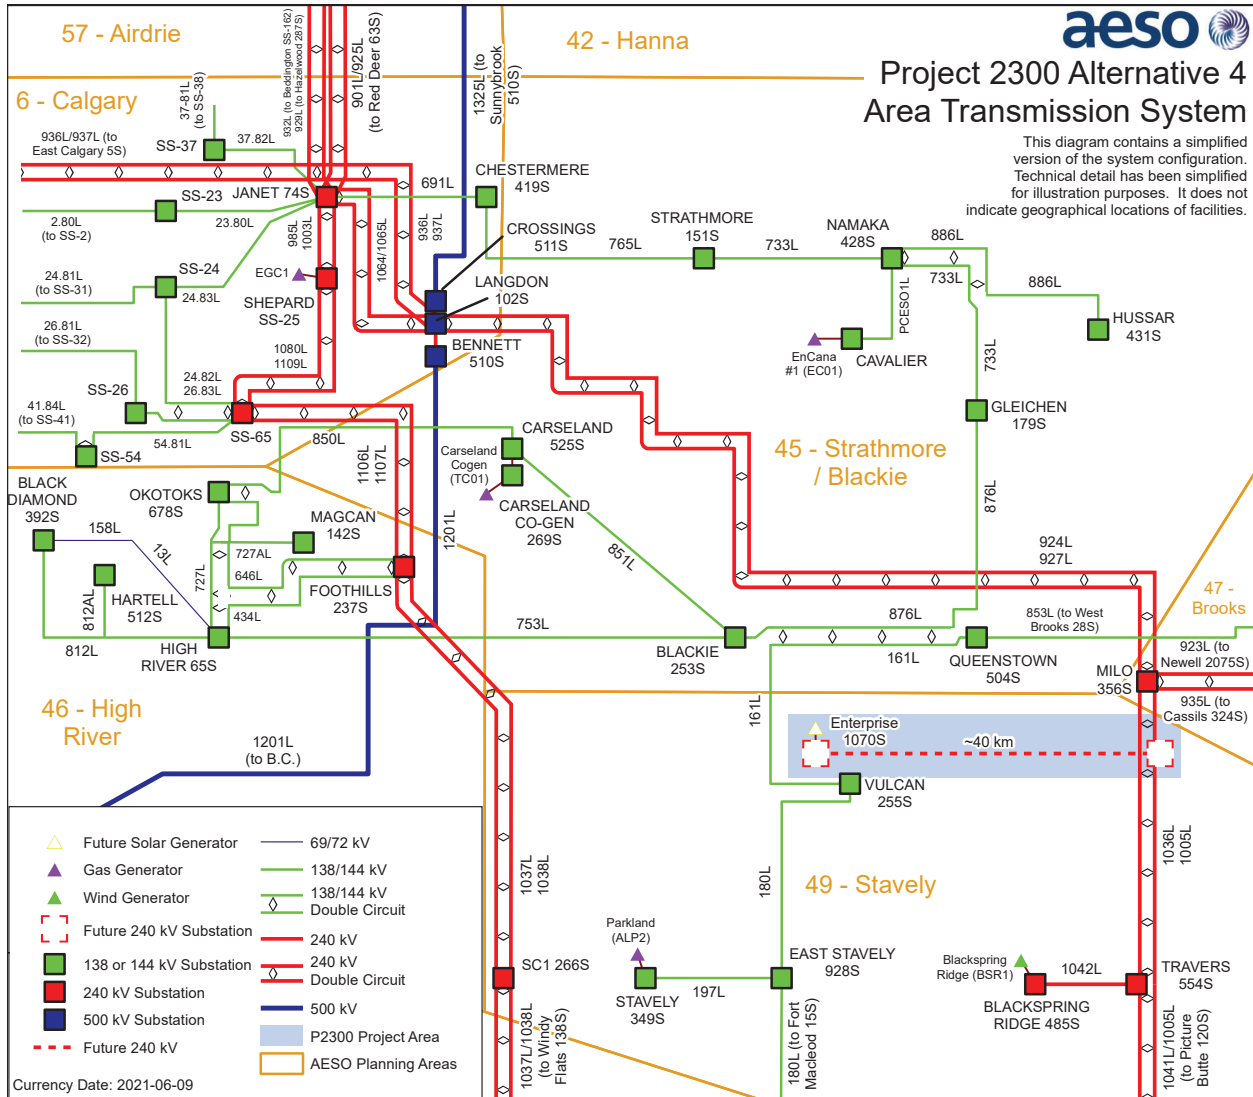 57 - Airdrie
42 - Hanna
aeso
Project 2300 Alternative 4
Area Transmission System
This diagram contains a simplified
version of the system configuration.
Technical detail has been simplified
for illustration purposes. It does not
indicate geographical locations of facilities.
6 - Calgary
37-81L
(to SS-38)
932L (to Beddington SS-162)
929L (to Hazelwood 287S)
901L/925L
(to Red Deer 63S)
1325L (to
Sunnybrook
510S)
936L/937L (to
East Calgary 5S)
SS-37
37.82L
SS-23
JANET 74S
691L
CHESTERMERE
419S
2.80L
(to SS-2)
23.80L
985L
1003L
1064/1065L
936L
937L
CROSSINGS
511S
STRATHMORE
151S
765L
733L
NAMAKA
428S
886L
733L
886L
HUSSAR
431S
24.81L
(to SS-31)
SS-24
24.83L
EGC1
SHEPARD
SS-25
LANGDON
102S
PCESO1L
EnCana
#1 (EC01)
CAVALIER
26.81L
(to SS-32)
1080L
1109L
BENNETT
510S
733L
SS-26
24.82L
26.83L
41.84L
(to SS-41)
54.81L
SS-65
SS-54
850L
1106L
1107L
Carseland
Cogen
(TC01)
CARSELAND
525S
GLEICHEN
179S
45 - Strathmore
/ Blackie
BLACK
DIAMOND
392S
OKOTOKS
678S
MAGCAN
142S
CARSELAND
CO-GEN
269S
876L
158L
13L
727AL
727L
646L
1201L
851L
924L
927L
HARTELL
512S
812AL
434L
FOOTHILLS
237S
47 -
Brooks
812L
HIGH
RIVER 65S
753L
BLACKIE
253S
876L
161L
853L (to West
Brooks 28S)
QUEENSTOWN
504S
923L (to
Newell 2075S)
MILO
356S
935L (to
Cassils 324S)
46 - High
River
161L
1201L
(to B.C.)
Enterprise
1070S
~40 km
VULCAN
255S
1037L
1038L
180L
49 - Stavely
1036L
1005L
Parkland
(ALP2)
SC1 266S
STAVELY
349S
197L
EAST STAVELY
928S
Blackspring
Ridge (BSR1)
1042L
TRAVERS
554S
BLACKSPRING
RIDGE 485S
1037L/1038L
(to Windy
Flats 138S)
180L (to Fort
Macleod 15S)
1041L/1005L
(to Picture
Butte 120S)
Future Solar Generator
Gas Generator
Wind Generator
Future 240 kV Substation
138 or 144 kV Substation
240 kV Substation
500 kV Substation
Future 240 kV
69/72 kV
138/144 kV
138/144 kV
Double Circuit
240 kV
240 kV
Double Circuit
500 kV
P2300 Project Area
AESO Planning Areas
Currency Date: 2021-06-09